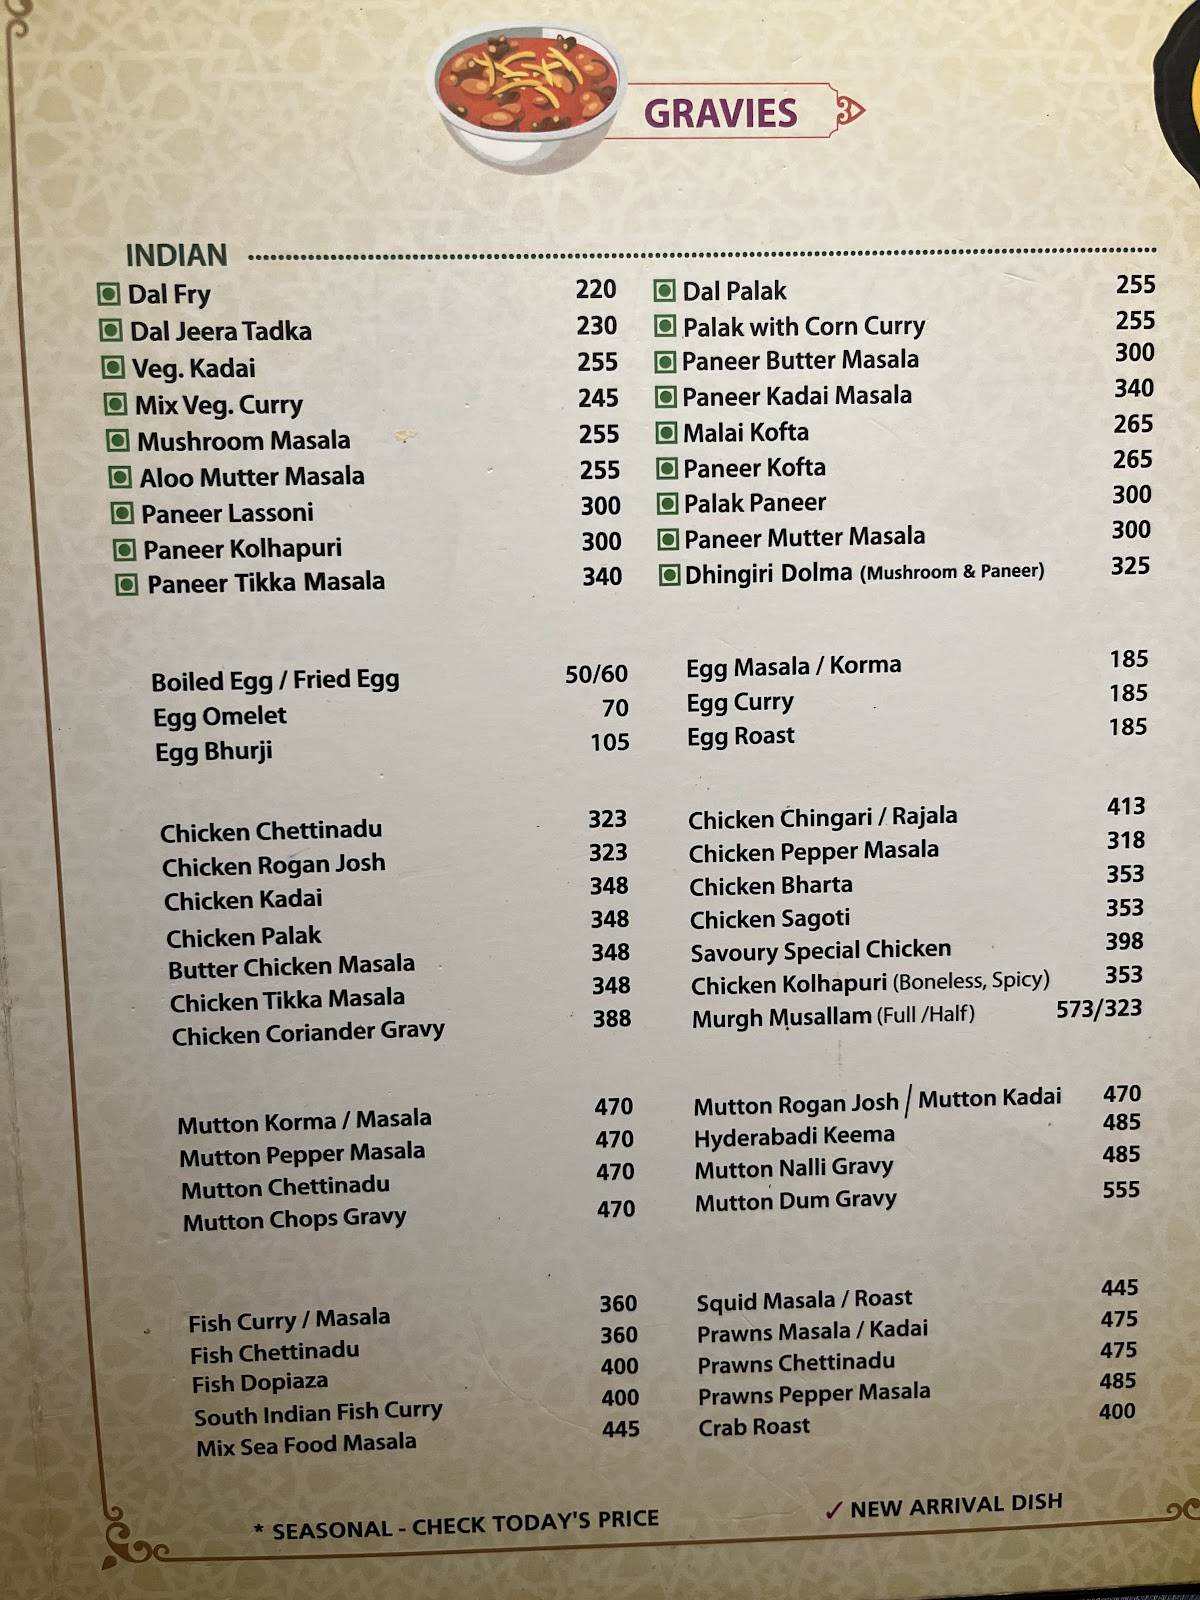 GRAVIES
INDIAN
Dal Fry 220
Dal Jeera Tadka 230
Veg. Kadai 255
Mix Veg. Curry 245
Mushroom Masala 255
Aloo Mutter Masala 255
Paneer Lassoni 300
Paneer Kolhapuri 300
Paneer Tikka Masala 340
Dal Palak 255
Palak with Corn Curry 255
Paneer Butter Masala 300
Paneer Kadai Masala 340
Malai Kofta 265
Paneer Kofta 265
Palak Paneer 300
Paneer Mutter Masala 300
Dhingiri Dolma (Mushroom & Paneer) 325
Boiled Egg / Fried Egg 50/60
Egg Omelet 70
Egg Bhurji 105
Egg Masala / Korma 185
Egg Curry 185
Egg Roast 185
Chicken Chettinadu 323
Chicken Rogan Josh 323
Chicken Kadai 348
Chicken Palak 348
Butter Chicken Masala 348
Chicken Tikka Masala 348
Chicken Coriander Gravy 388
Chicken Chingari / Rajala 413
Chicken Pepper Masala 318
Chicken Bharta 353
Chicken Sagoti 353
Savoury Special Chicken 398
Chicken Kolhapuri (Boneless, Spicy) 353
Murgh Musallam (Full /Half) 573/323
Mutton Korma / Masala 470
Mutton Pepper Masala 470
Mutton Chettinadu 470
Mutton Chops Gravy 470
Mutton Rogan Josh / Mutton Kadai 470
Hyderabadi Keema 485
Mutton Nalli Gravy 485
Mutton Dum Gravy 555
Fish Curry / Masala 360
Fish Chettinadu 360
Fish Dopiaza 400
South Indian Fish Curry 400
Mix Sea Food Masala 445
Squid Masala / Roast 445
Prawns Masala / Kadai 475
Prawns Chettinadu 475
Prawns Pepper Masala 485
Crab Roast 400
* SEASONAL - CHECK TODAY'S PRICE
✓ NEW ARRIVAL DISH